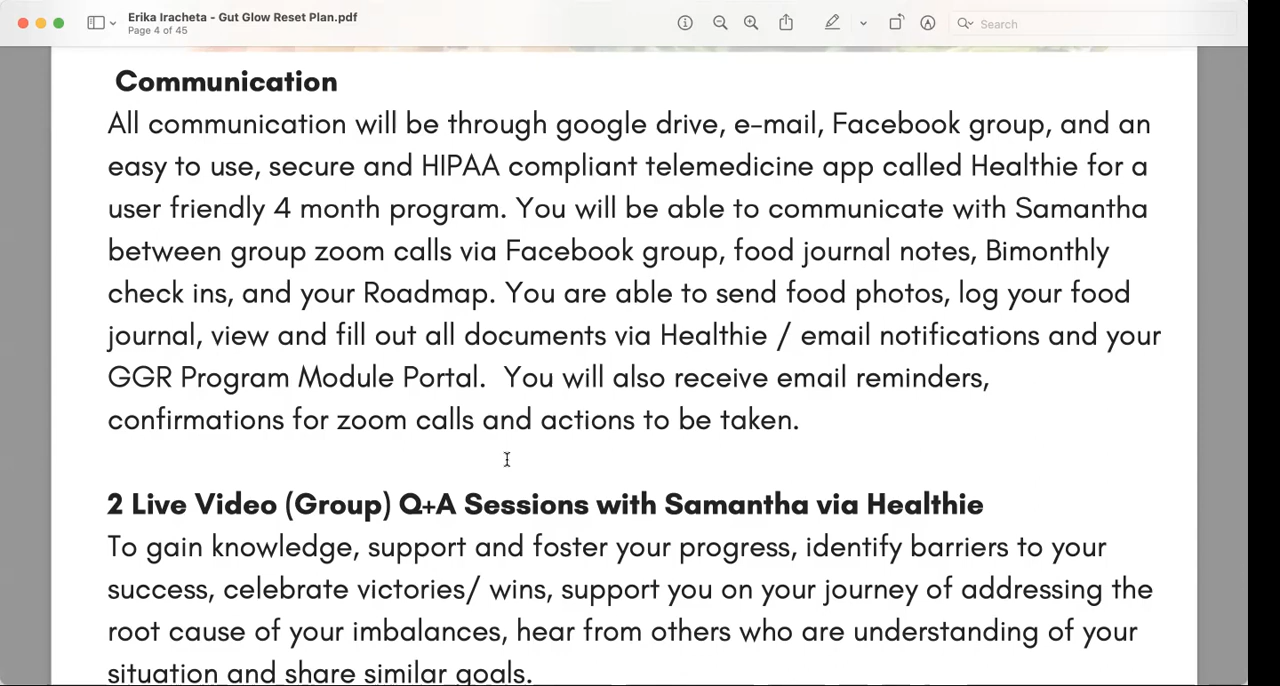 Erika Iracheta - Gut Glow Reset Plan.pdf
Page 4 of 45
Search
Communication
All communication will be through google drive, e-mail, Facebook group, and an
easy to use, secure and HIPAA compliant telemedicine app called Healthie for a
user friendly 4 month program. You will be able to communicate with Samantha
between group zoom calls via Facebook group, food journal notes, Bimonthly
check ins, and your Roadmap. You are able to send food photos, log your food
journal, view and fill out all documents via Healthie / email notifications and your
GGR Program Module Portal.  You will also receive email reminders,
confirmations for zoom calls and actions to be taken.
2 Live Video (Group) Q+A Sessions with Samantha via Healthie
To gain knowledge, support and foster your progress, identify barriers to your
success, celebrate victories/ wins, support you on your journey of addressing the
root cause of your imbalances, hear from others who are understanding of your
situation and share similar goals.